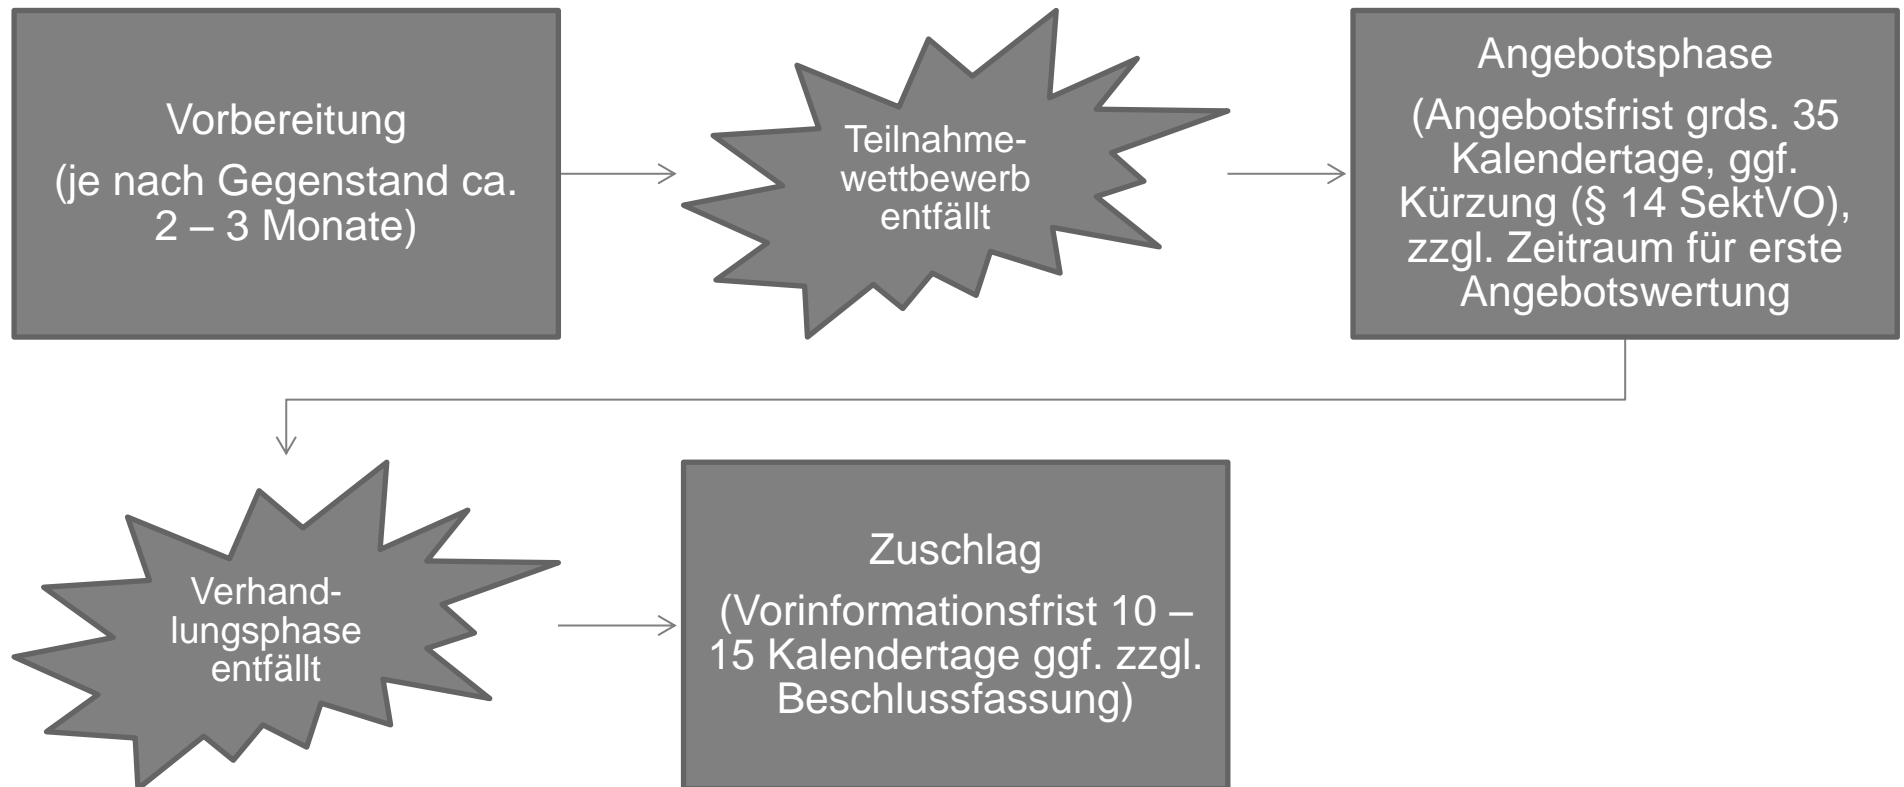 Vorbereitung
(je nach Gegenstand ca.
2 – 3 Monate)
Teilnahme-
wettbewerb
entfällt
Angebotsphase
(Angebotsfrist grds. 35
Kalendertage, ggf.
Kürzung (§ 14 SektVO),
zzgl. Zeitraum für erste
Angebotswertung
Verhand-
lungsphase
entfällt
Zuschlag
(Vorinformationsfrist 10 –
15 Kalendertage ggf. zzgl.
Beschlussfassung)